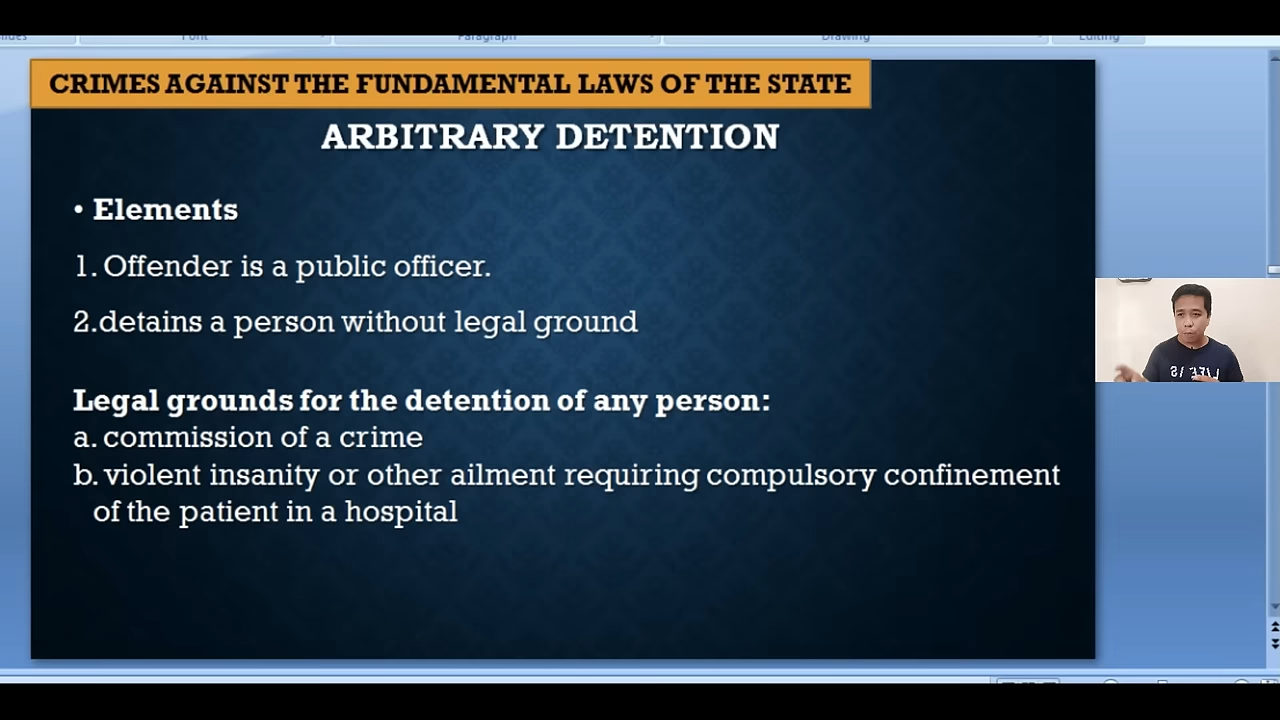 Font
Paragraph
Drawing
Editing
CRIMES AGAINST THE FUNDAMENTAL LAWS OF THE STATE
ARBITRARY DETENTION
• Elements
1. Offender is a public officer.
2.detains a person without legal ground
Legal grounds for the detention of any person:
a. commission of a crime
b. violent insanity or other ailment requiring compulsory confinement
of the patient in a hospital
LIFE IS